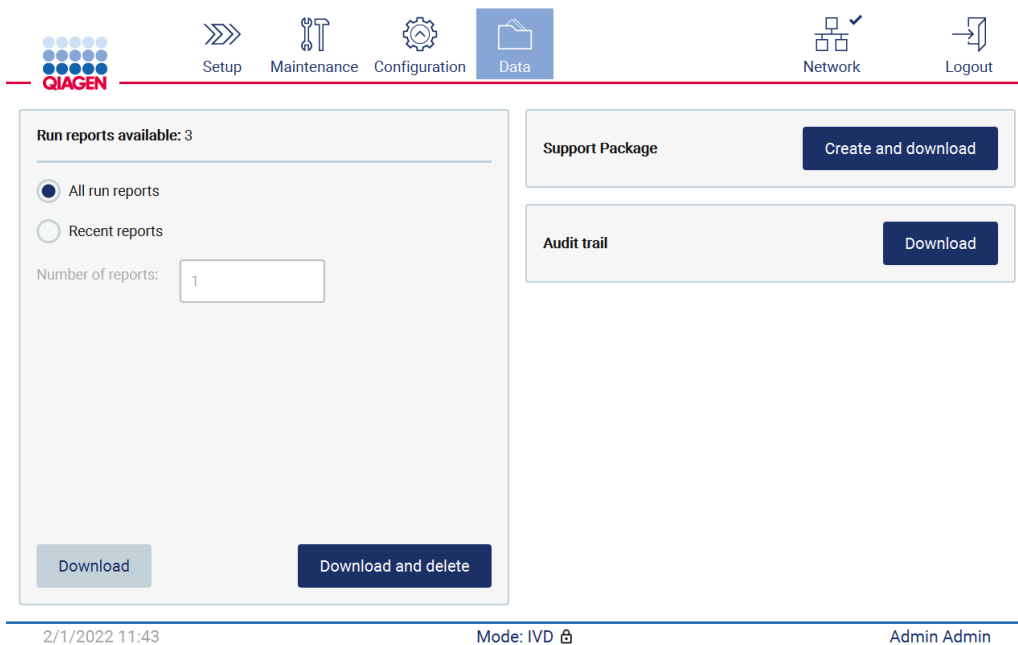 QIAGEN
Setup
Maintenance
Configuration
Data
Network
Logout
Run reports available: 3
All run reports
Recent reports
Number of reports:
1
Download
Download and delete
Support Package
Create and download
Audit trail
Download
2/1/2022 11:43
Mode: IVD
Admin Admin